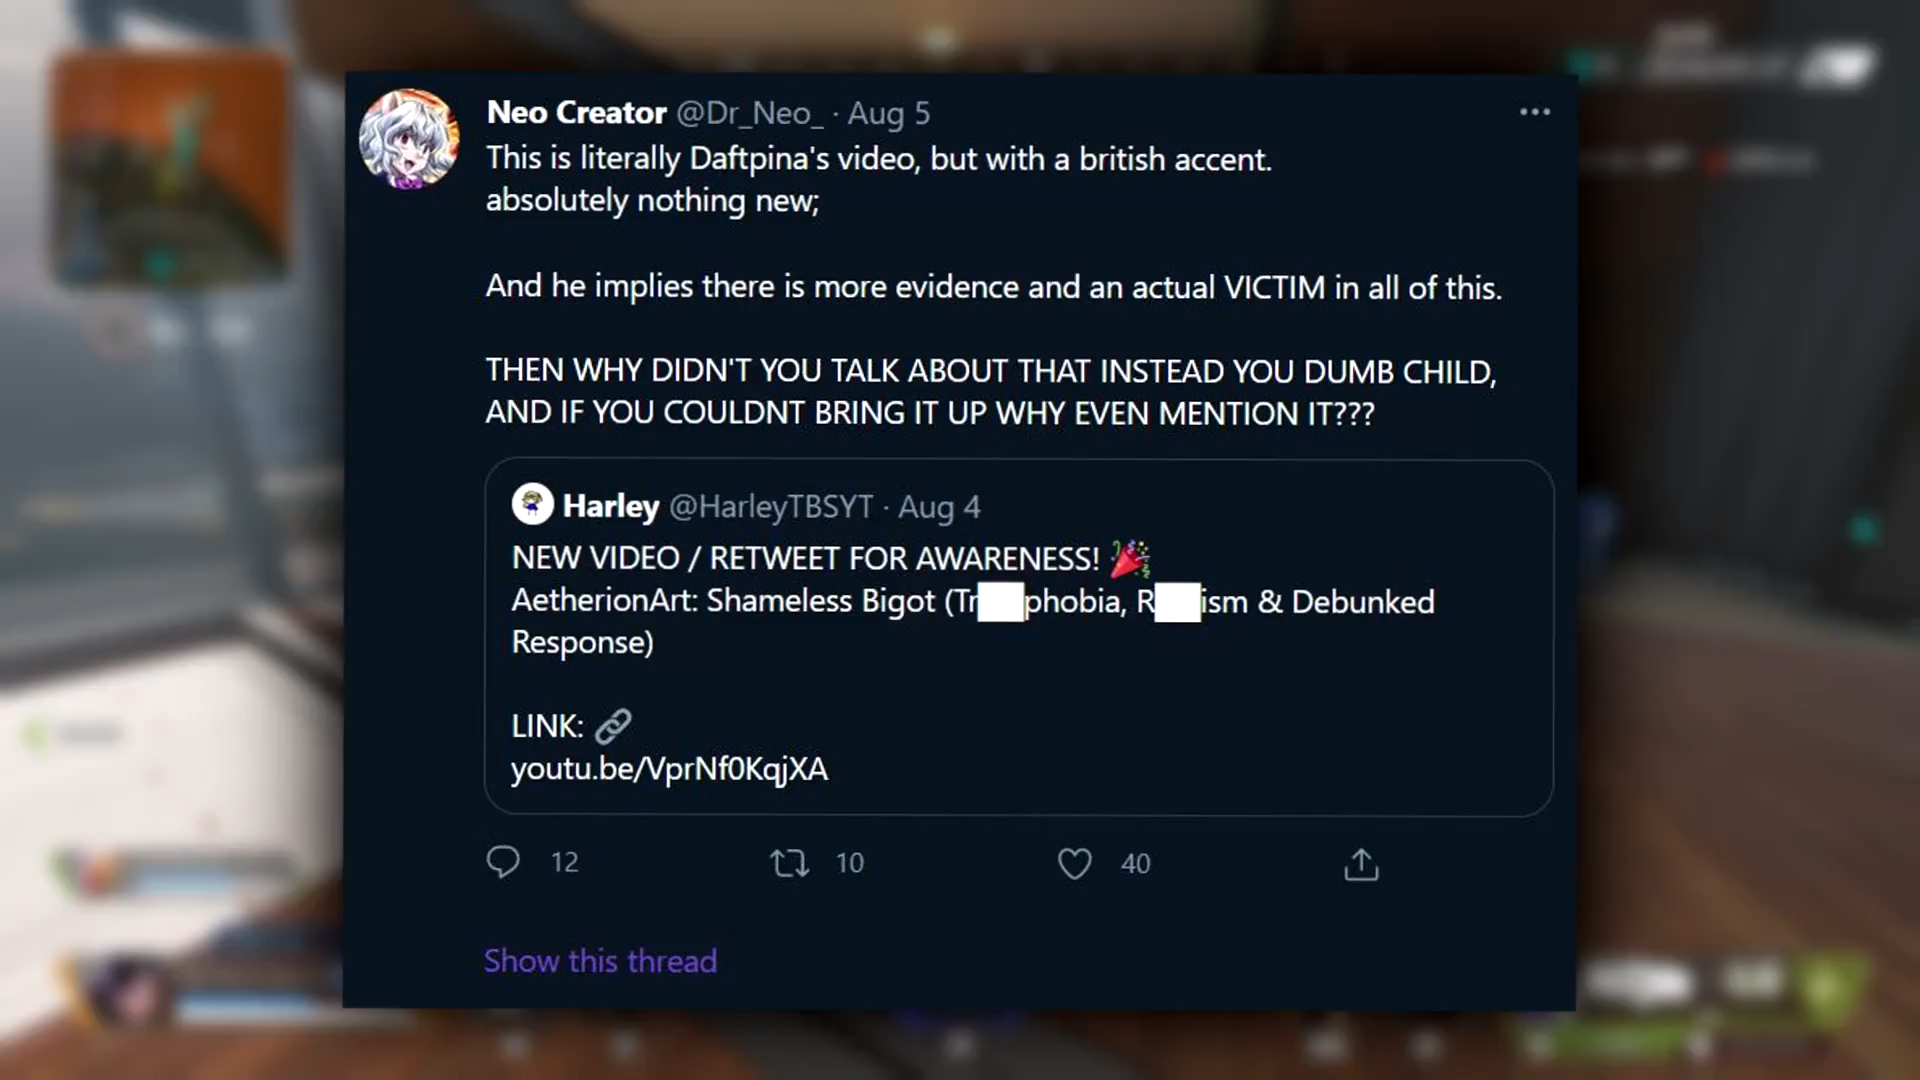 Neo Creator @Dr_Neo_ · Aug 5
This is literally Daftpina's video, but with a british accent.
absolutely nothing new;
And he implies there is more evidence and an actual VICTIM in all of this.
THEN WHY DIDN'T YOU TALK ABOUT THAT INSTEAD YOU DUMB CHILD,
AND IF YOU COULDNT BRING IT UP WHY EVEN MENTION IT???
Harley @HarleyTBSYT · Aug 4
NEW VIDEO / RETWEET FOR AWARENESS! 🎉
AetherionArt: Shameless Bigot (Tr phobia, R ism & Debunked
Response)
LINK: 🔗
youtu.be/VprNf0KqjXA
12
10
40
Show this thread